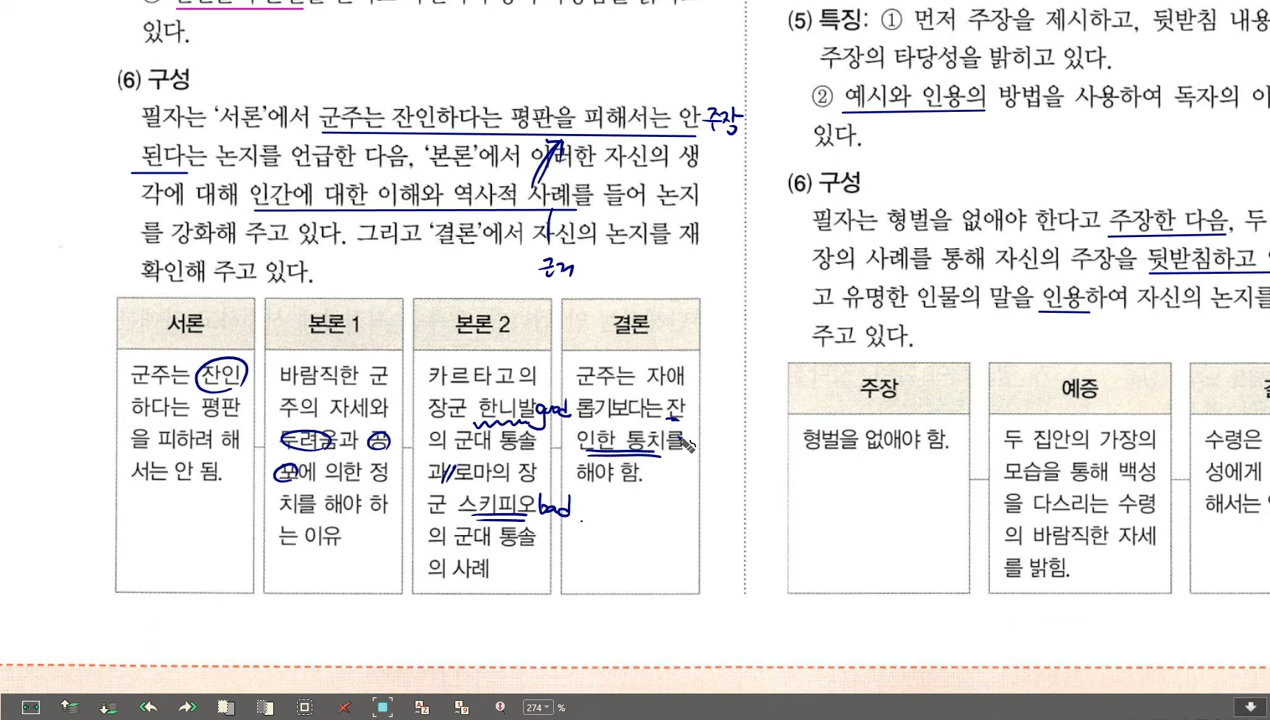 있다.
(6) 구성
필자는 ‘서론’에서 군주는 잔인하다는 평판을 피해서는 안 주장
된다는 논지를 언급한 다음, ‘본론’에서 이러한 자신의 생
각에 대해 인간에 대한 이해와 역사적 사례를 들어 논지
를 강화해 주고 있다. 그리고 ‘결론’에서 자신의 논지를 재
확인해 주고 있다.
근거
서론
군주는 잔인
하다는 평판
을 피하려 해
서는 안 됨.
본론 1
바람직한 군
주의 자세와
두려움과 공
포에 의한 정
치를 해야 하
는 이유
본론 2
카르타고의
장군 한니발 good
의 군대 통솔
과 로마의 장
군 스키피오 bad
의 군대 통솔
의 사례
결론
군주는 자애
롭기보다는 잔
인한 통치를
해야 함.
(5) 특징: ① 먼저 주장을 제시하고, 뒷받침 내용
주장의 타당성을 밝히고 있다.
② 예시와 인용의 방법을 사용하여 독자의 이
있다.
(6) 구성
필자는 형벌을 없애야 한다고 주장한 다음, 두
장의 사례를 통해 자신의 주장을 뒷받침하고
고 유명한 인물의 말을 인용하여 자신의 논지를
주고 있다.
주장
형벌을 없애야 함.
예증
두 집안의 가장의
모습을 통해 백성
을 다스리는 수령
의 바람직한 자세
를 밝힘.
수령은
성에게
해서는
274 %